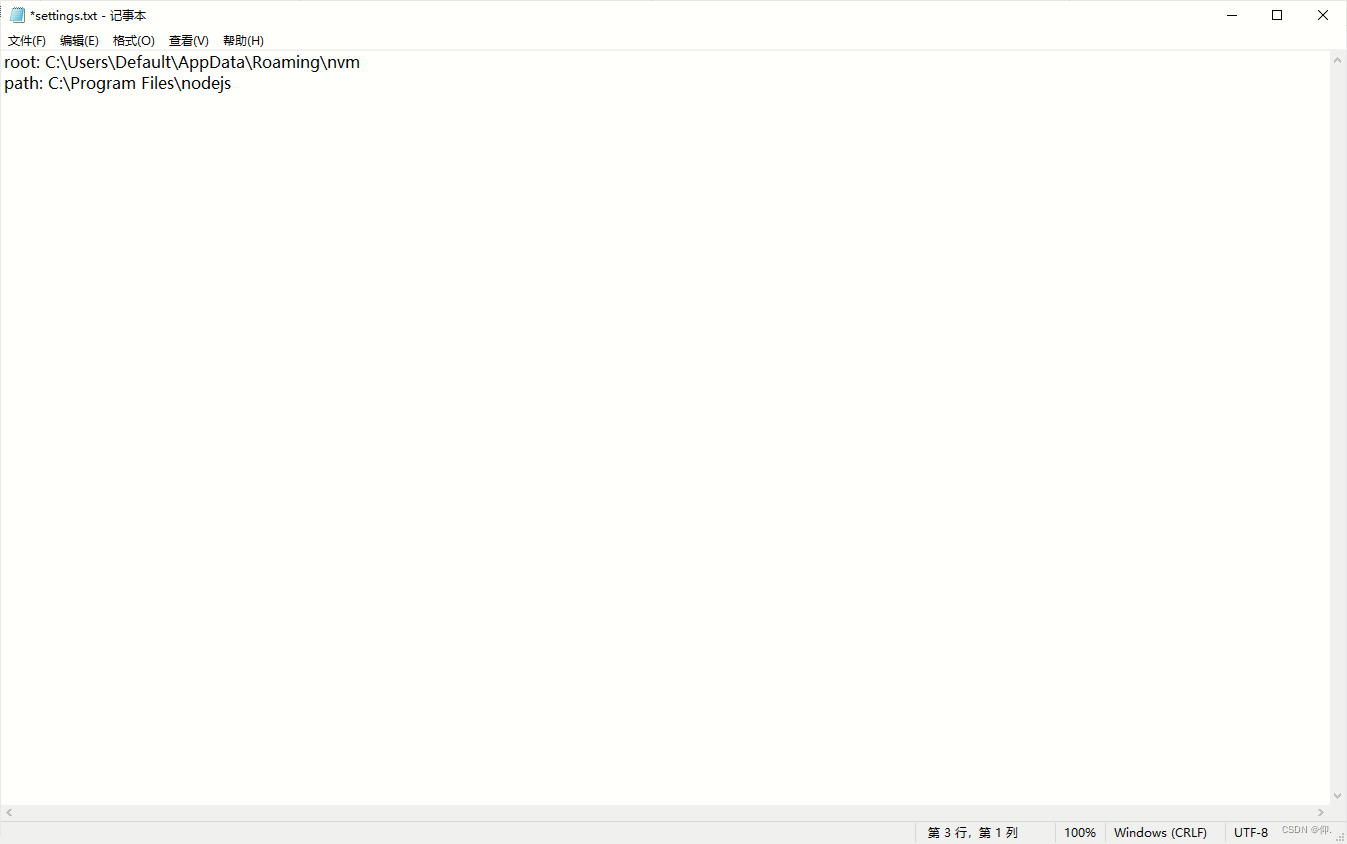 *settings.txt - 记事本
文件(F) 编辑(E) 格式(O) 查看(V) 帮助(H)
root: C:\Users\Default\AppData\Roaming\nvm
path: C:\Program Files\nodejs
第 3 行，第 1 列 100% Windows (CRLF) UTF-8 CSDN @仰.